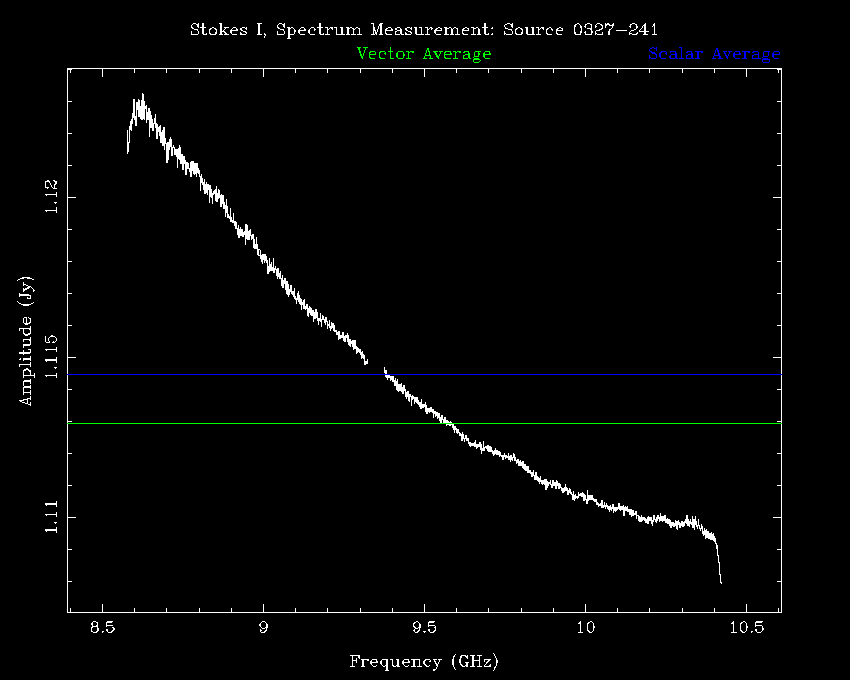 Stokes I, Spectrum Measurement: Source 0327-241
Vector Average
Scalar Average
Amplitude (Jy)
1.12
1.115
1.11
8.5 9 9.5 10 10.5
Frequency (GHz)